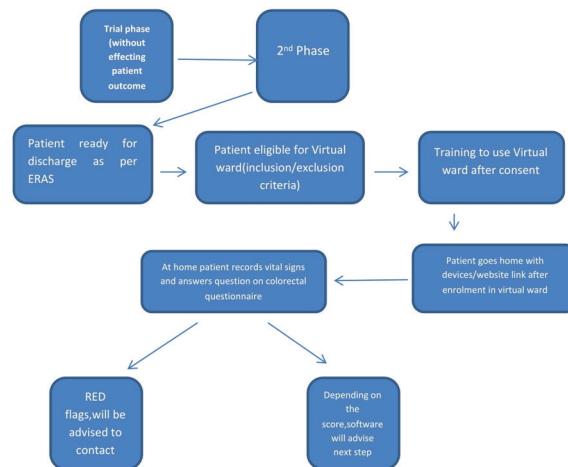 Trial phase
(without
effecting
patient
outcome
2nd Phase
Patient ready for
discharge as per
ERAS
Patient eligible for Virtual
ward(inclusion/exclusion
criteria)
Training to use Virtual
ward after consent
Patient goes home with
devices/website link after
enrolment in virtual ward
At home patient records vital signs
and answers question on colorectal
questionnaire
RED
flags,will be
advised to
contact
Depending on
the
score,software
will advise
next step